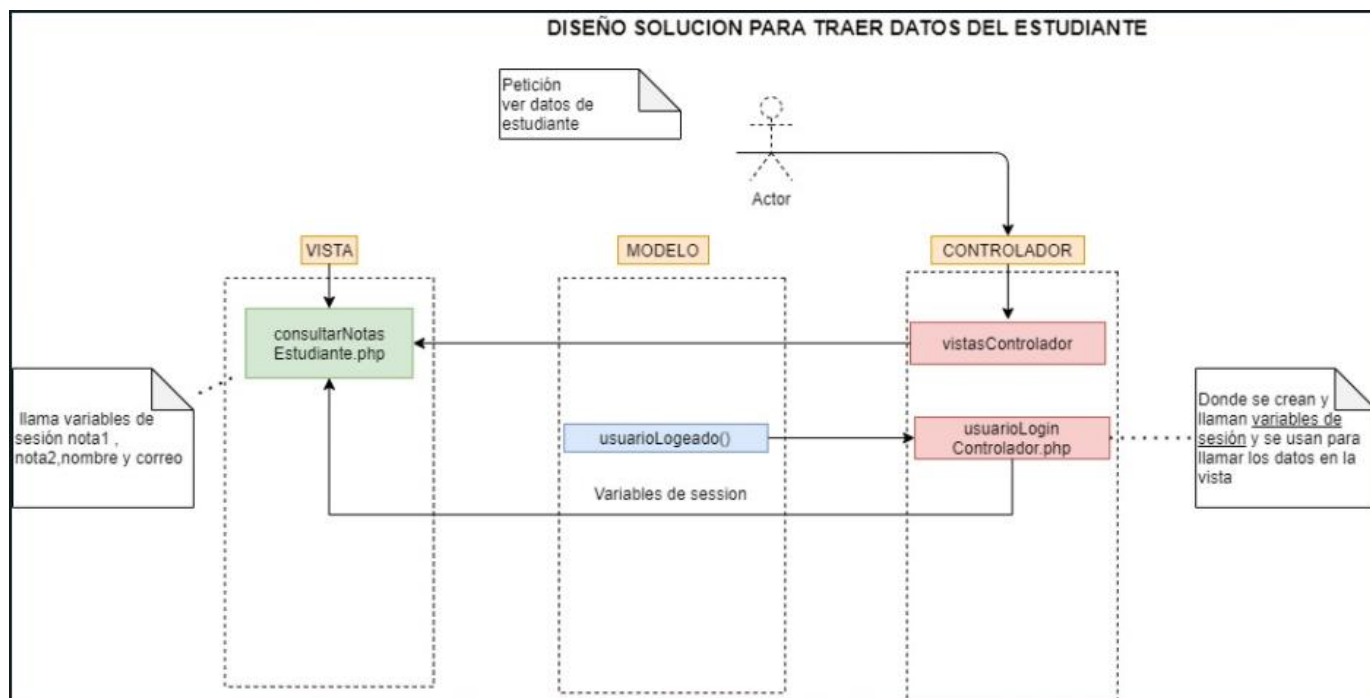 DISEÑO SOLUCION PARA TRAER DATOS DEL ESTUDIANTE
Petición
ver datos de
estudiante
Actor
VISTA
MODELO
CONTROLADOR
consultarNotas
Estudiante.php
vistasControlador
llama variables de
sesión nota1 ,
nota2,nombre y correo
usuarioLogeado()
usuarioLogin
Controlador.php
Donde se crean y
llaman variables de
sesión y se usan para
llamar los datos en la
vista
Variables de session